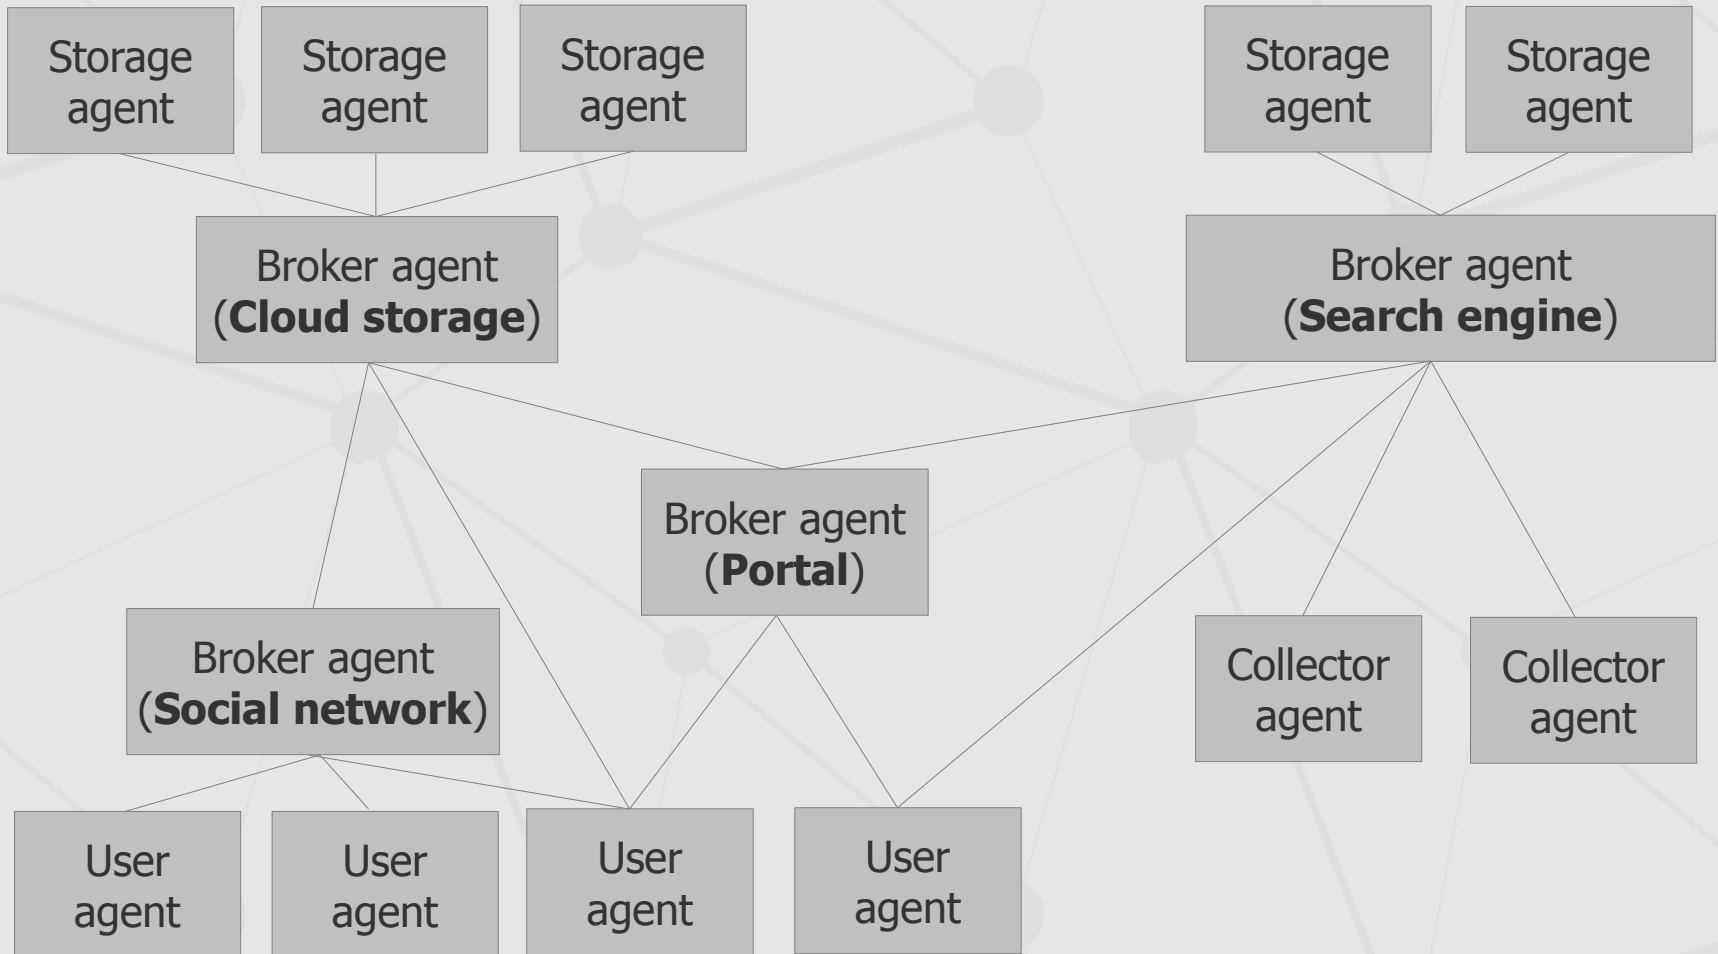 Storage
agent
Storage
agent
Storage
agent
Storage
agent
Storage
agent
Broker agent
(Cloud storage)
Broker agent
(Search engine)
Broker agent
(Portal)
Broker agent
(Social network)
Collector
agent
Collector
agent
User
agent
User
agent
User
agent
User
agent